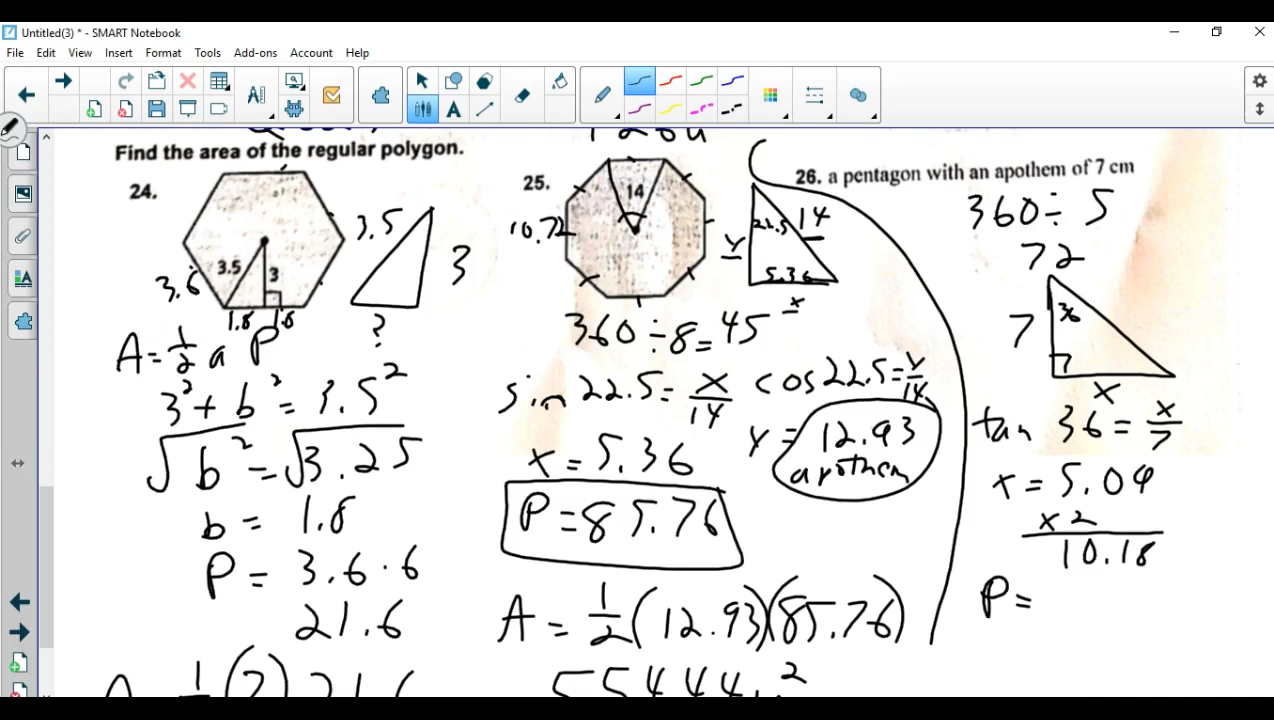 Untitled(3) * - SMART Notebook
File Edit View Insert Format Tools Add-ons Account Help
Find the area of the regular polygon.
24.
3.5
3
3.6
1.8 1.8
3.5
3
?
A = 1/2 a P
3² + b² = 3.5²
√b² = √3.25
b = 1.8
P = 3.6 · 6
21.6
25.
14
10.72
22.5
14
y
5.36
x
360 ÷ 8 = 45
sin 22.5 = x/14
cos 22.5 = y/14
x = 5.36
y = 12.93
apothem
P = 85.76
A = 1/2 (12.93)(85.76)
26. a pentagon with an apothem of 7 cm
360 ÷ 5
72
36
7
x
tan 36 = x/7
x = 5.09
x 2
10.18
P =